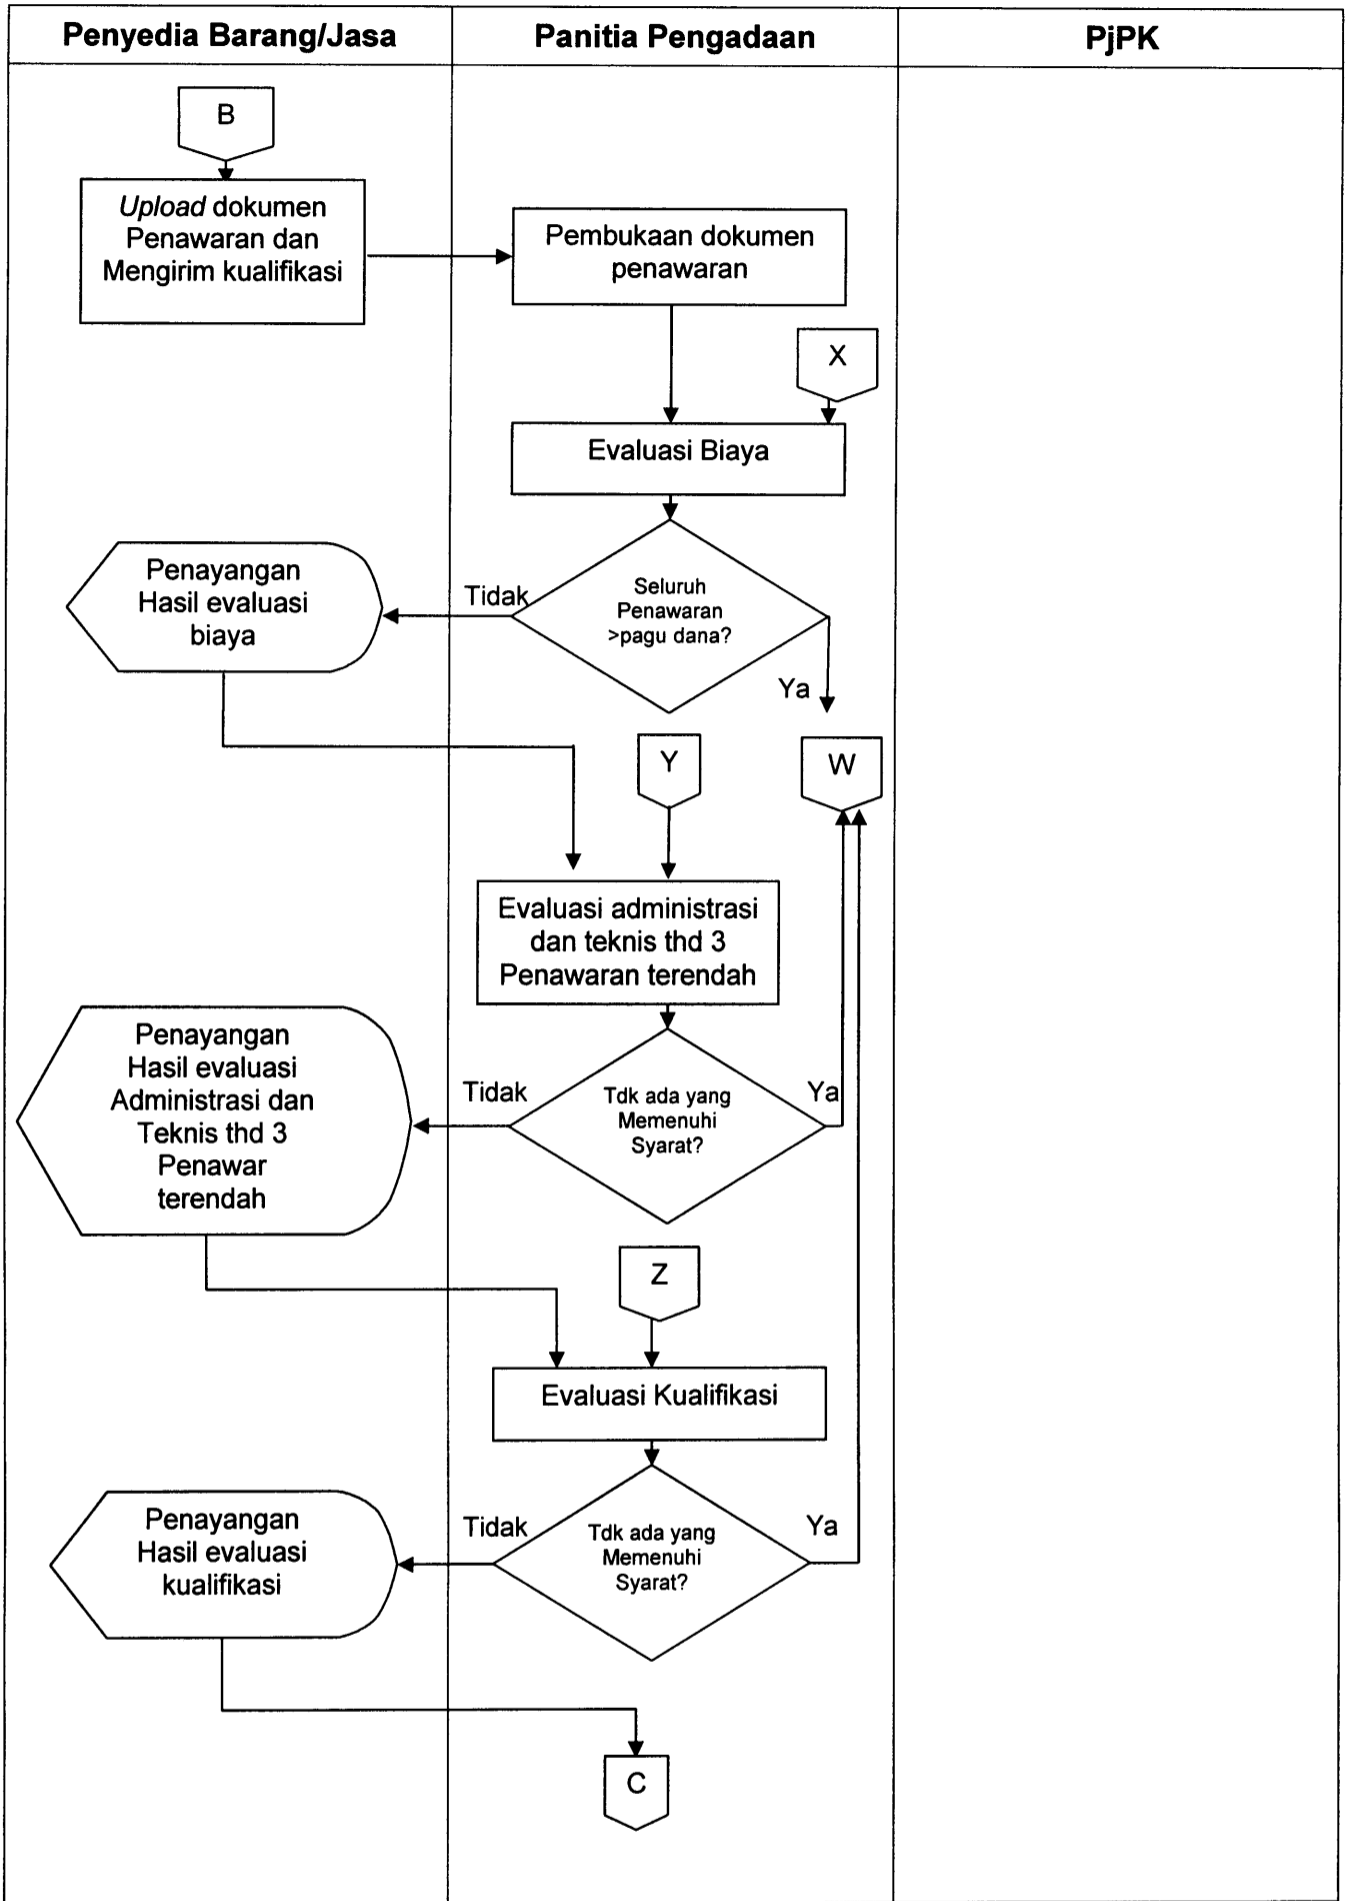 Penyedia Barang/Jasa
Panitia Pengadaan
PjPK
B
Upload dokumen
Penawaran dan
Mengirim kualifikasi
Pembukaan dokumen
penawaran
X
Evaluasi Biaya
Seluruh
Penawaran
>pagu dana?
Tidak
Ya
Penayangan
Hasil evaluasi
biaya
Y
W
Evaluasi administrasi
dan teknis thd 3
Penawaran terendah
Tdk ada yang
Memenuhi
Syarat?
Tidak
Ya
Penayangan
Hasil evaluasi
Administrasi dan
Teknis thd 3
Penawar
terendah
Z
Evaluasi Kualifikasi
Tdk ada yang
Memenuhi
Syarat?
Tidak
Ya
Penayangan
Hasil evaluasi
kualifikasi
C